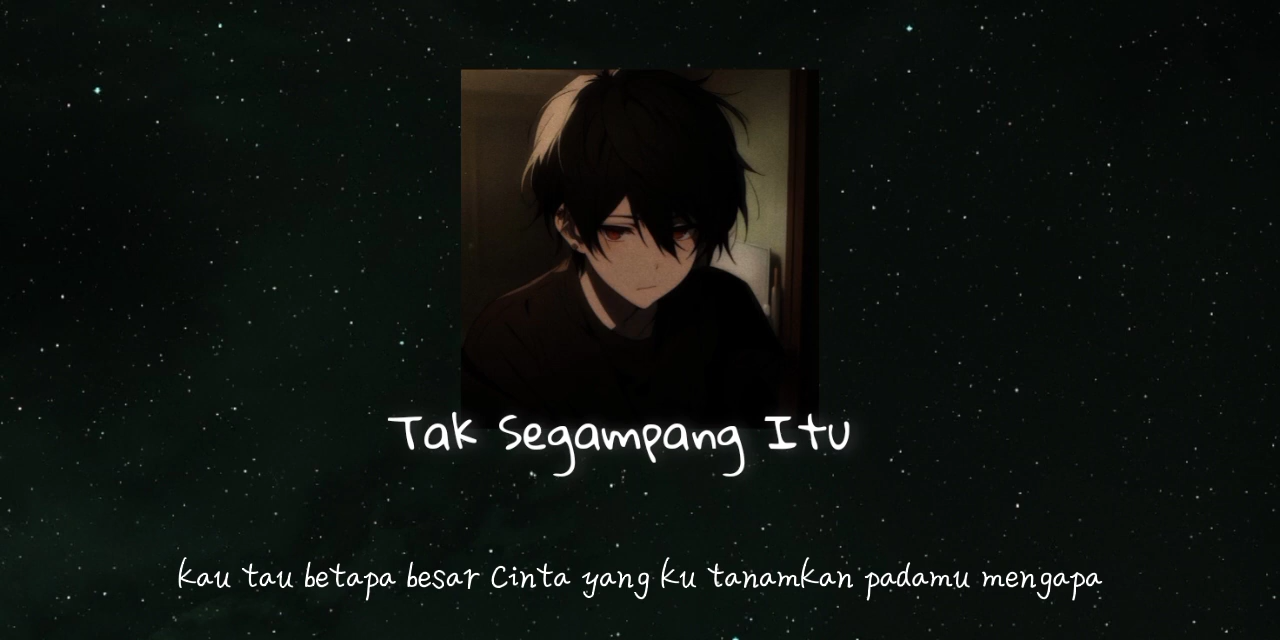 Tak Segampang Itu
kau tau betapa besar Cinta yang ku tanamkan padamu mengapa